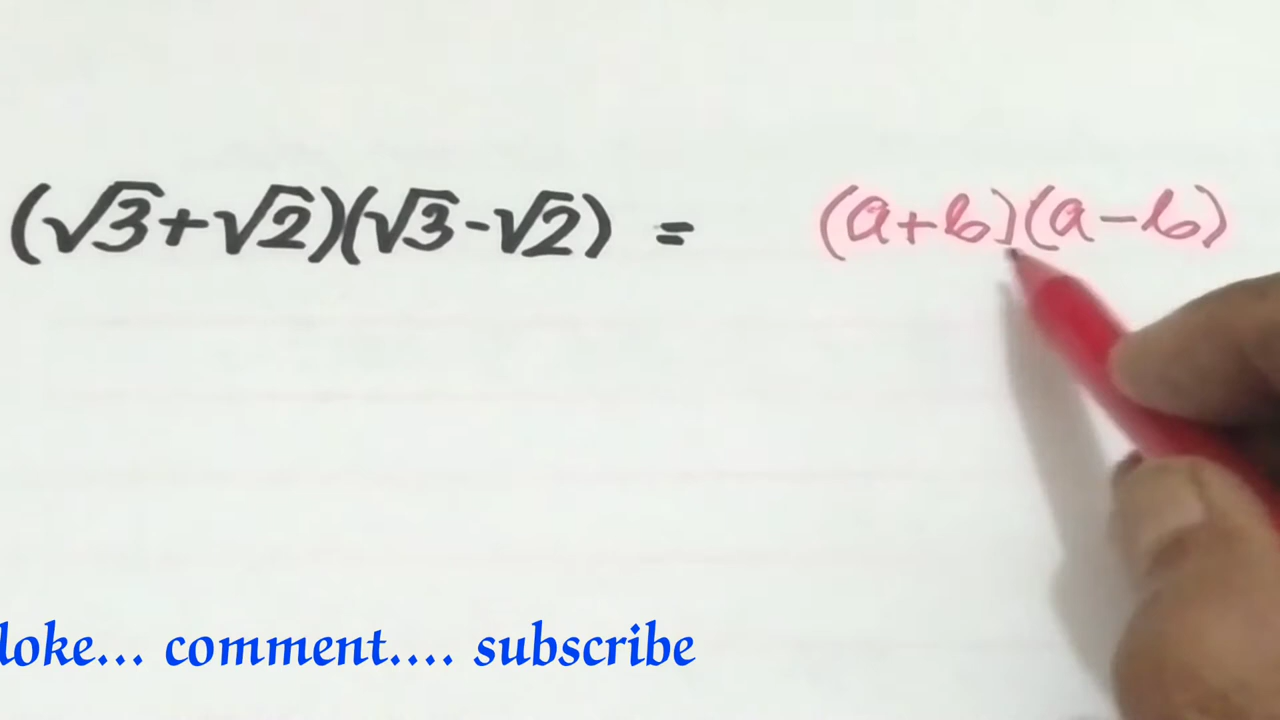 (√3+√2)(√3-√2) = (a+b)(a-b)
loke... comment.... subscribe